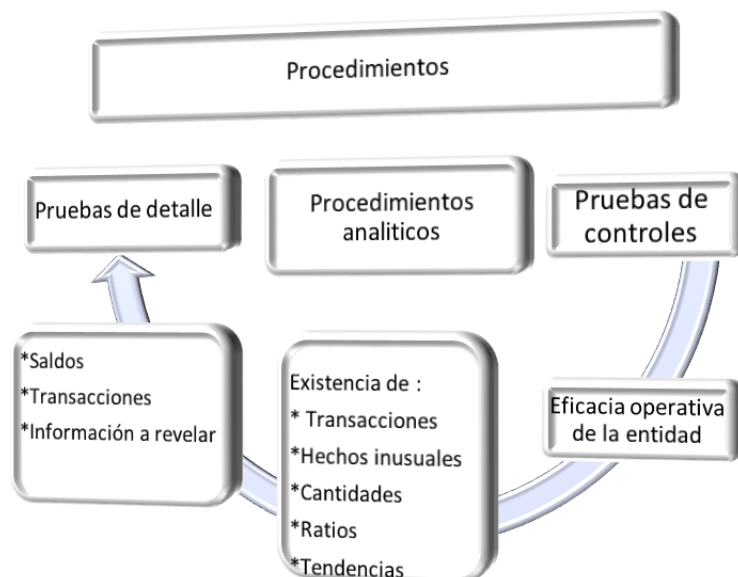 Procedimientos
Pruebas de detalle
Procedimientos
analiticos
Pruebas de
controles
*Saldos
*Transacciones
*Información a revelar
Existencia de :
* Transacciones
*Hechos inusuales
*Cantidades
*Ratios
*Tendencias
Eficacia operativa
de la entidad